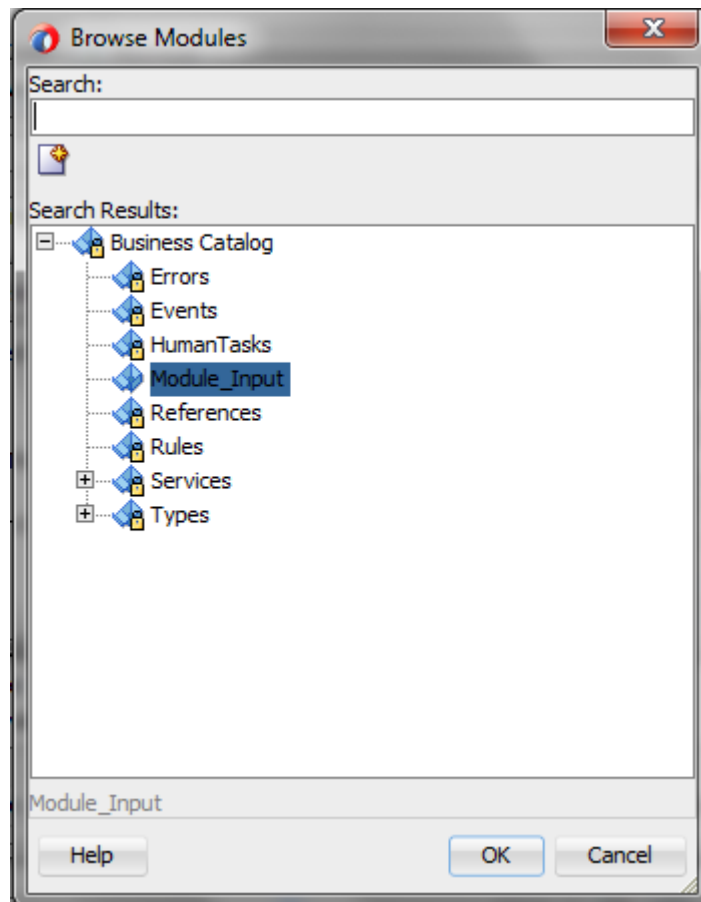 Browse Modules
Search:
Search Results:
Business Catalog
Errors
Events
HumanTasks
Module_Input
References
Rules
Services
Types
Module_Input
Help OK Cancel